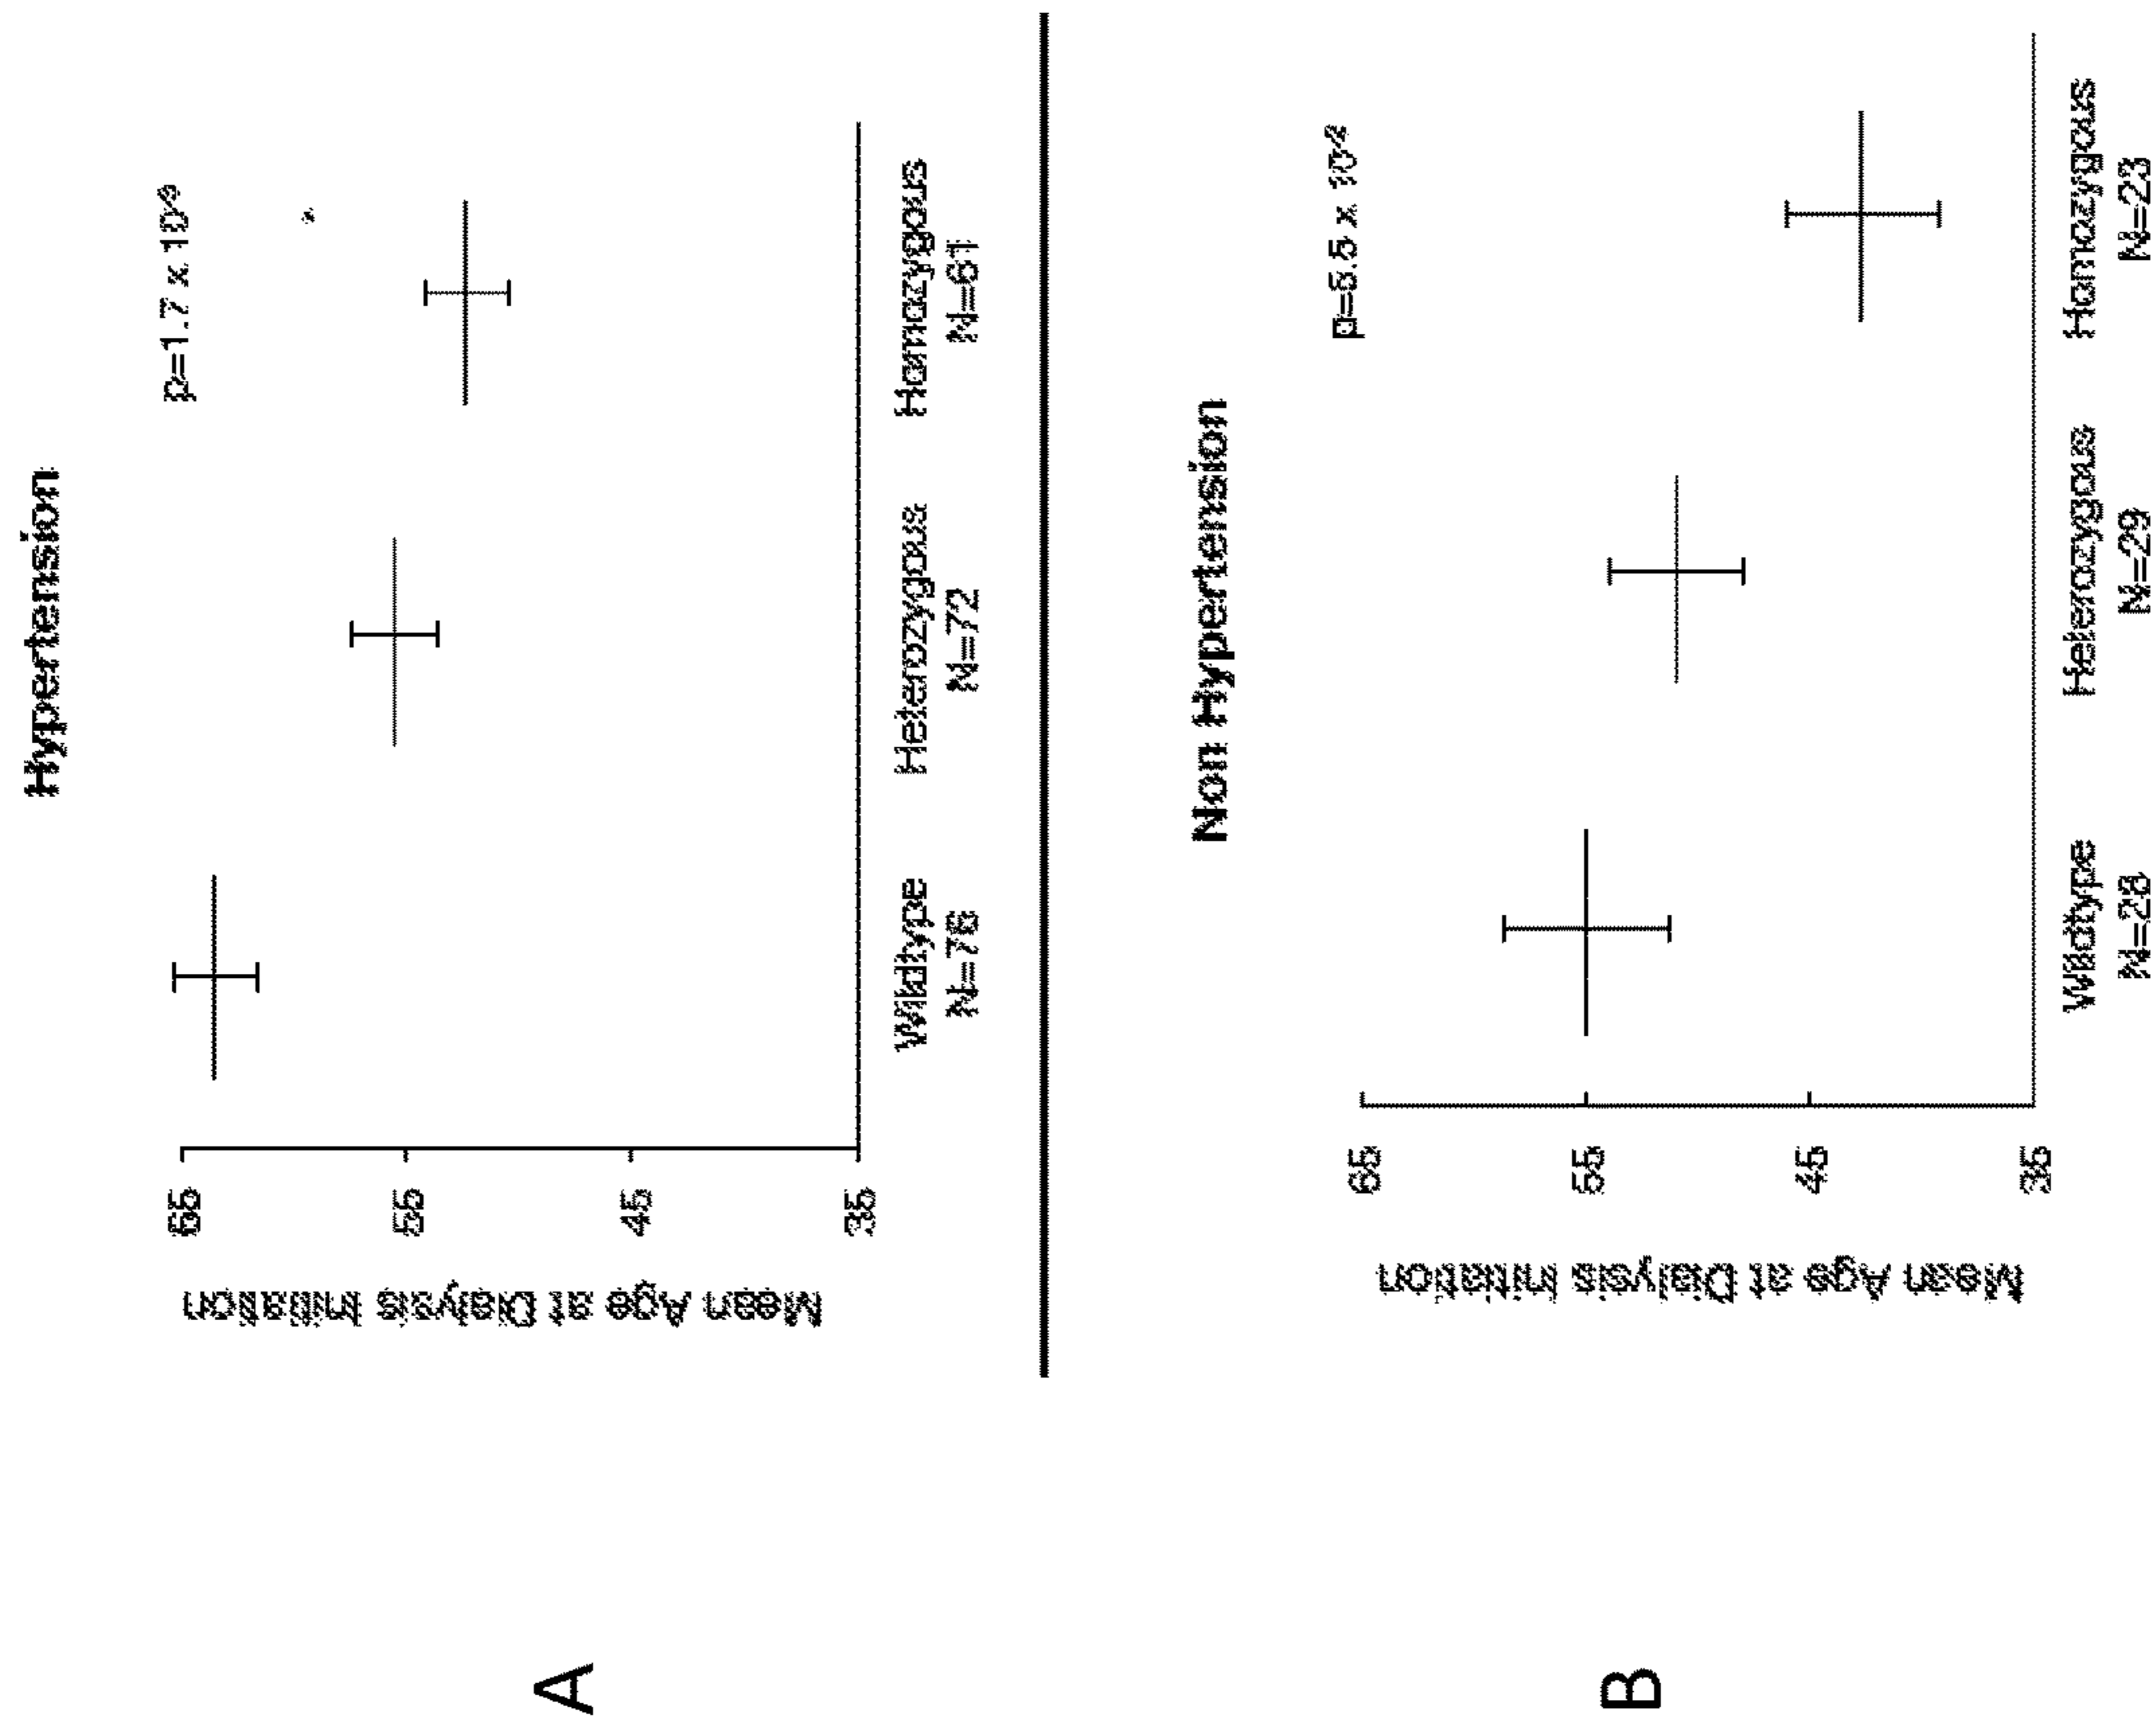 A
Hypertension
p=1.7 x 10-9
Mean Age at Dialysis Initiation
65
55
45
35
Wildtype Heterozygous Homozygous
N=76 N=72 N=61
B
Non Hypertension
p=5.5 x 10-2
Mean Age at Dialysis Initiation
65
55
45
35
Wildtype Heterozygous Homozygous
N=28 N=29 N=23